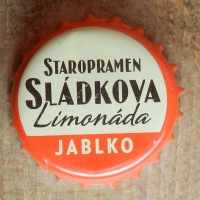 STAROPRAMEN
SLÁDKOVA
Limonáda
JABLKO